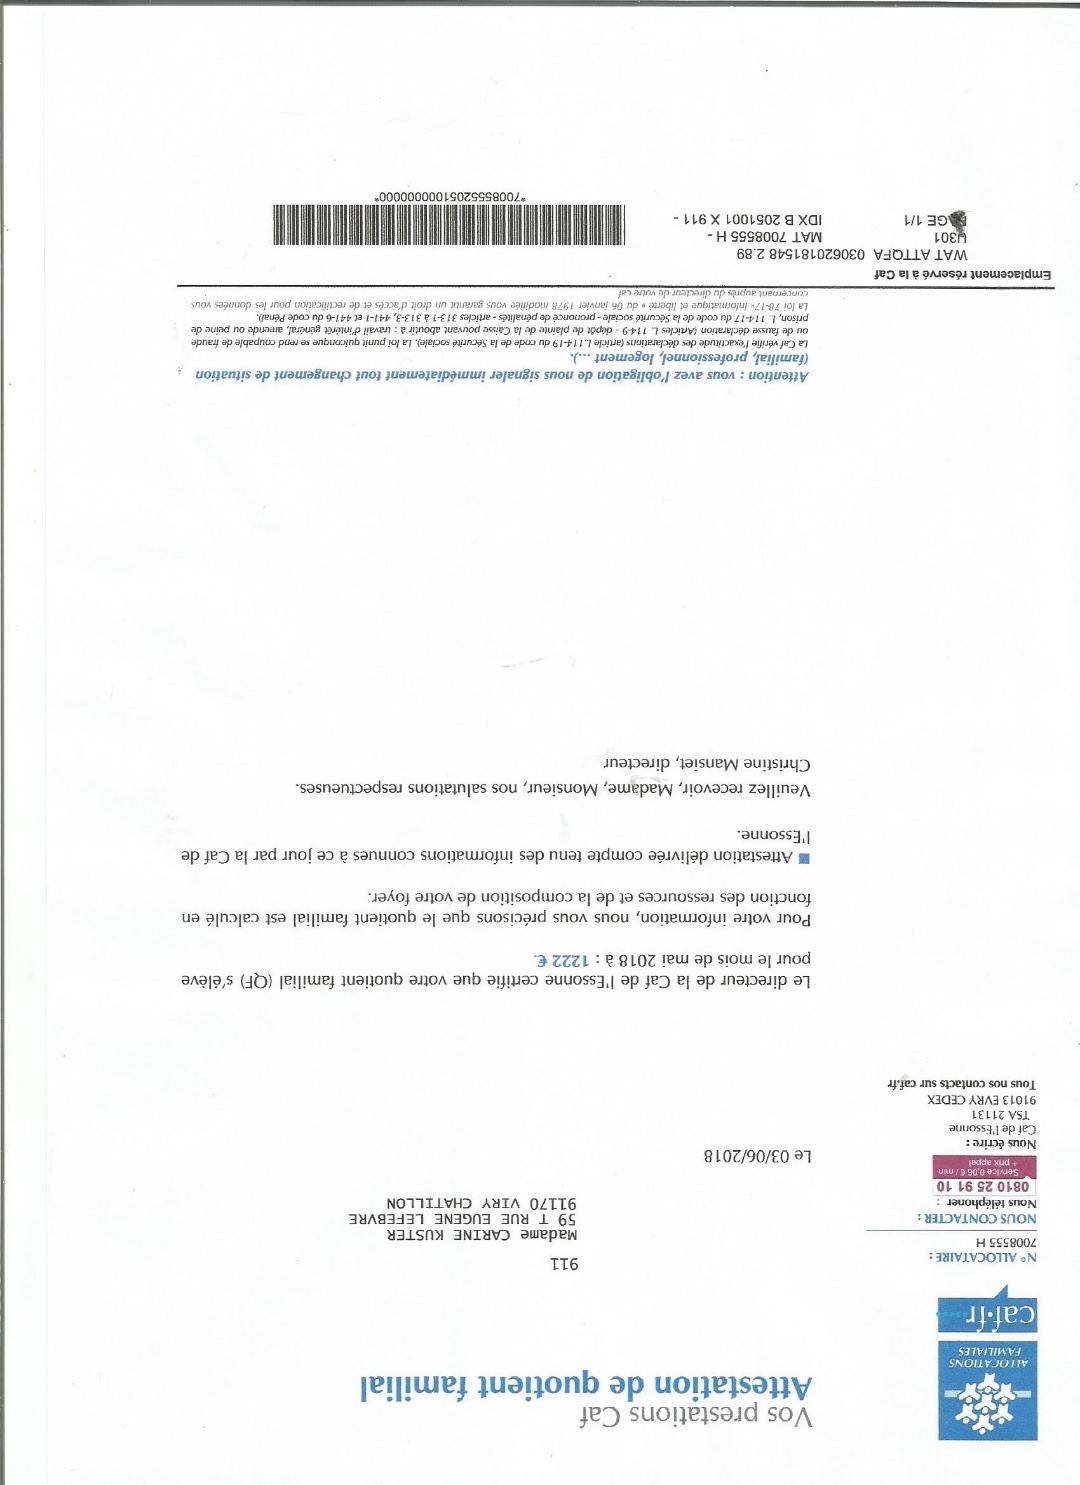 Vos prestations Caf
Attestation de quotient familial
ALLOCATIONS
FAMILIALES
caf.fr
N° ALLOCATAIRE :
7008555 H
NOUS CONTACTER :
Nous téléphoner :
0810 25 91 10
Service 0,06 € / min
+ prix appel
Nous écrire :
Caf de l'Essonne
TSA 21131
91013 EVRY CEDEX
Tous nos contacts sur caf.fr
911
Madame CARINE KUSTER
59 T RUE EUGENE LEFEBVRE
91170 VIRY CHATILLON
Le 03/06/2018
Le directeur de la Caf de l'Essonne certifie que votre quotient familial (QF) s'élève
pour le mois de mai 2018 à : 1222 €.
Pour votre information, nous vous précisons que le quotient familial est calculé en
fonction des ressources et de la composition de votre foyer.
Attestation délivrée compte tenu des informations connues à ce jour par la Caf de
l'Essonne.
Veuillez recevoir, Madame, Monsieur, nos salutations respectueuses.
Christine Mansiet, directeur
Attention : vous avez l'obligation de nous signaler immédiatement tout changement de situation
(familial, professionnel, logement ...).
La Caf vérifie l'exactitude des déclarations (article L.114-19 du code de la Sécurité sociale). La loi punit quiconque se rend coupable de fraude
ou de fausse déclaration (Articles L. 114-9 - dépôt de plainte de la Caisse pouvant aboutir à : travail d'intérêt général, amende ou peine de
prison, L. 114-17 du code de la Sécurité sociale - prononcé de pénalités - articles 313-1 à 313-3, 441-1 et 441-6 du code Pénal).
La loi 78-17« Informatique et liberté » du 06 janvier 1978 modifiée vous garantit un droit d'accès et de rectification pour les données vous
concernant auprès du directeur de votre caf
Emplacement réservé à la Caf
WAT ATTQFA 030620181548 2.89
U301 MAT 7008555 H -
PAGE 1/1 IDX B 2051001 X 911 -
*70085552051000000000*